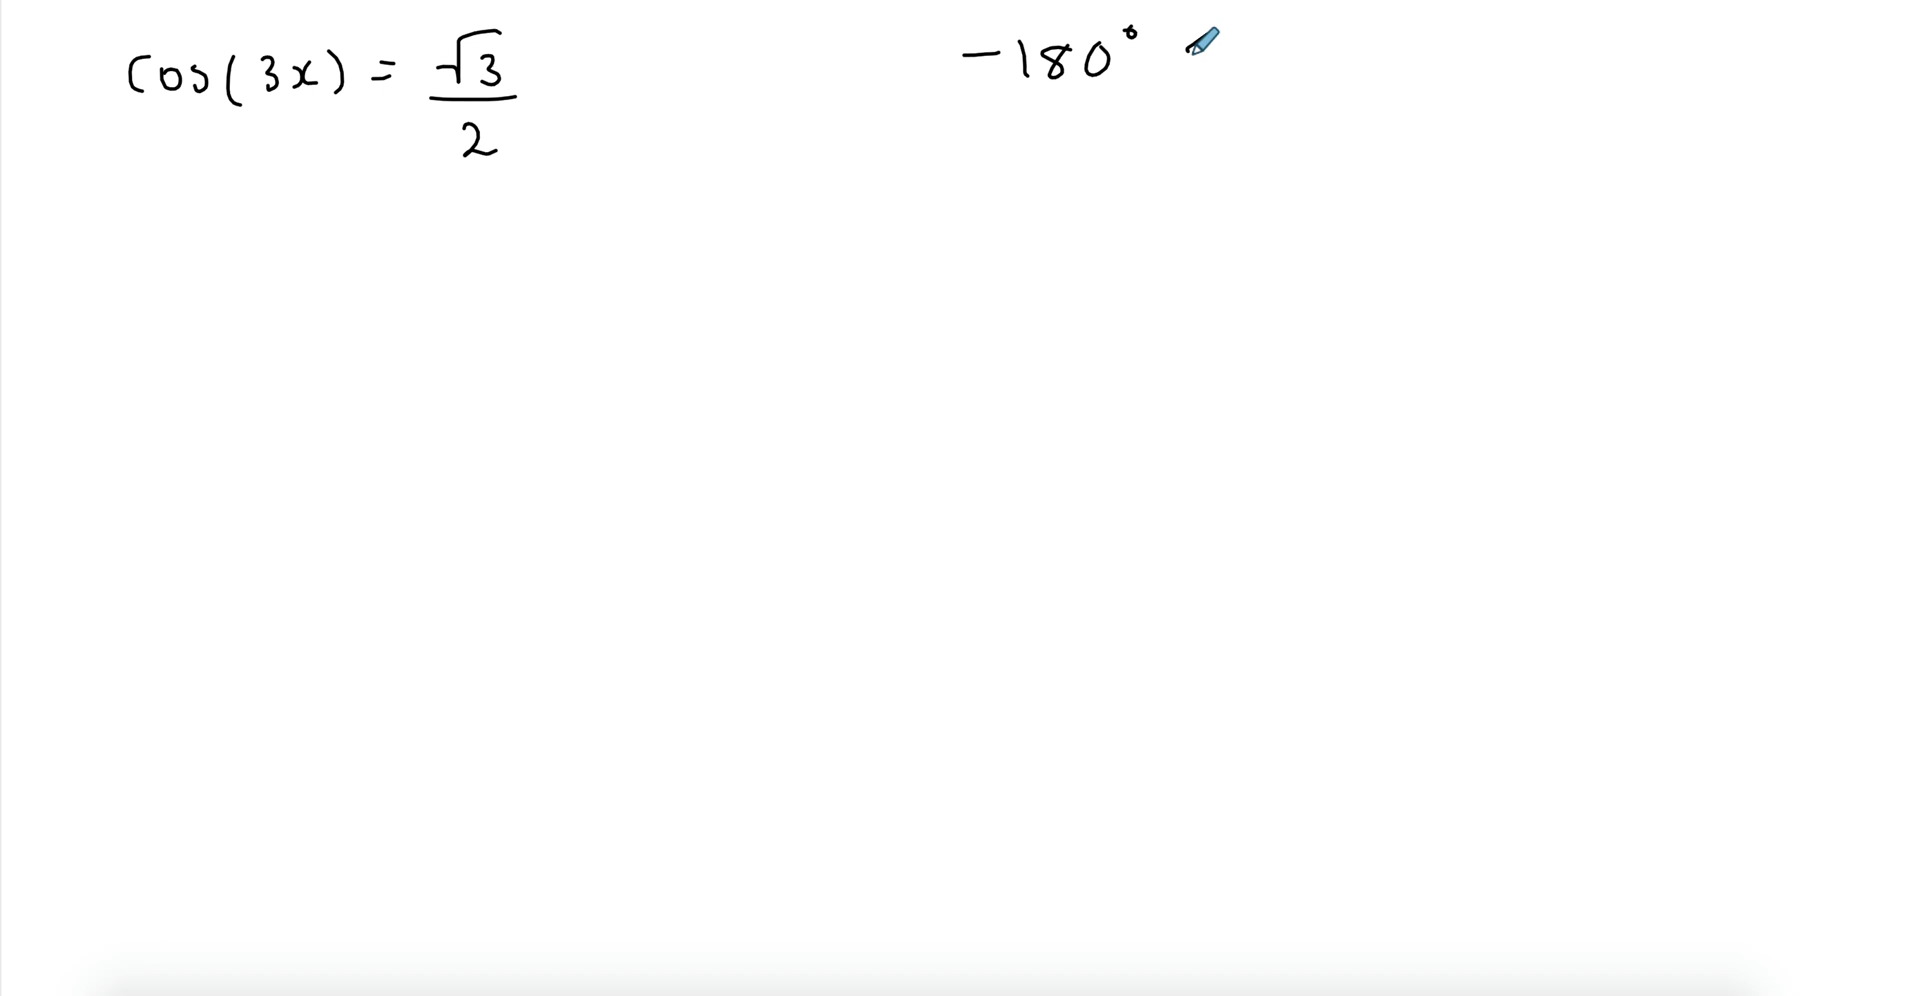 cos(3x) = √3/2
-180°